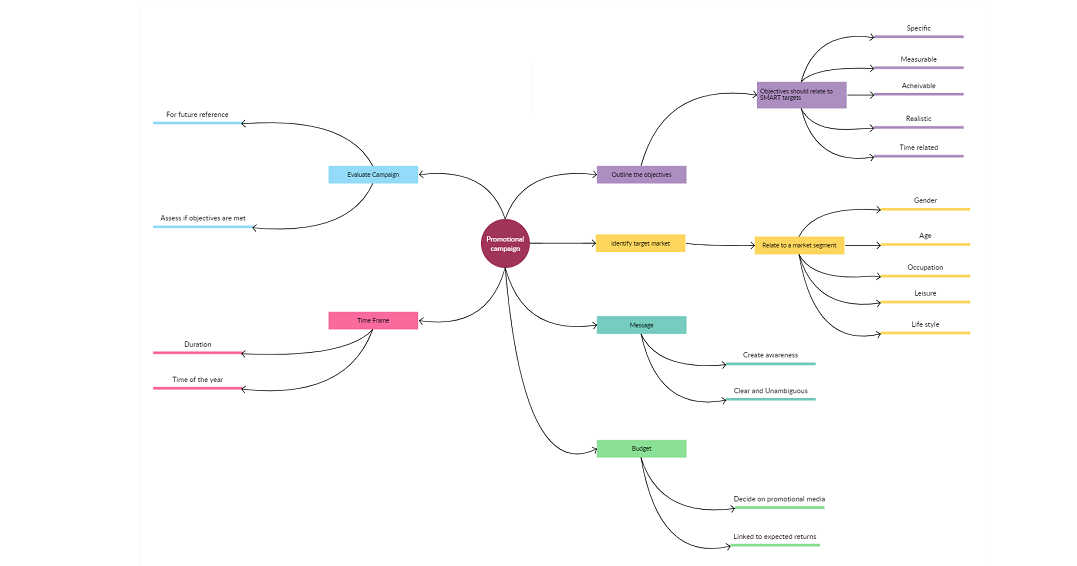 Promotional
campaign
Outline the objectives
Objectives should relate to
SMART targets
Specific
Measurable
Acheivable
Realistic
Time related
Identify target market
Relate to a market segment
Gender
Age
Occupation
Leisure
Life style
Message
Create awareness
Clear and Unambiguous
Budget
Decide on promotional media
Linked to expected returns
Time Frame
Duration
Time of the year
Evaluate Campaign
For future reference
Assess if objectives are met